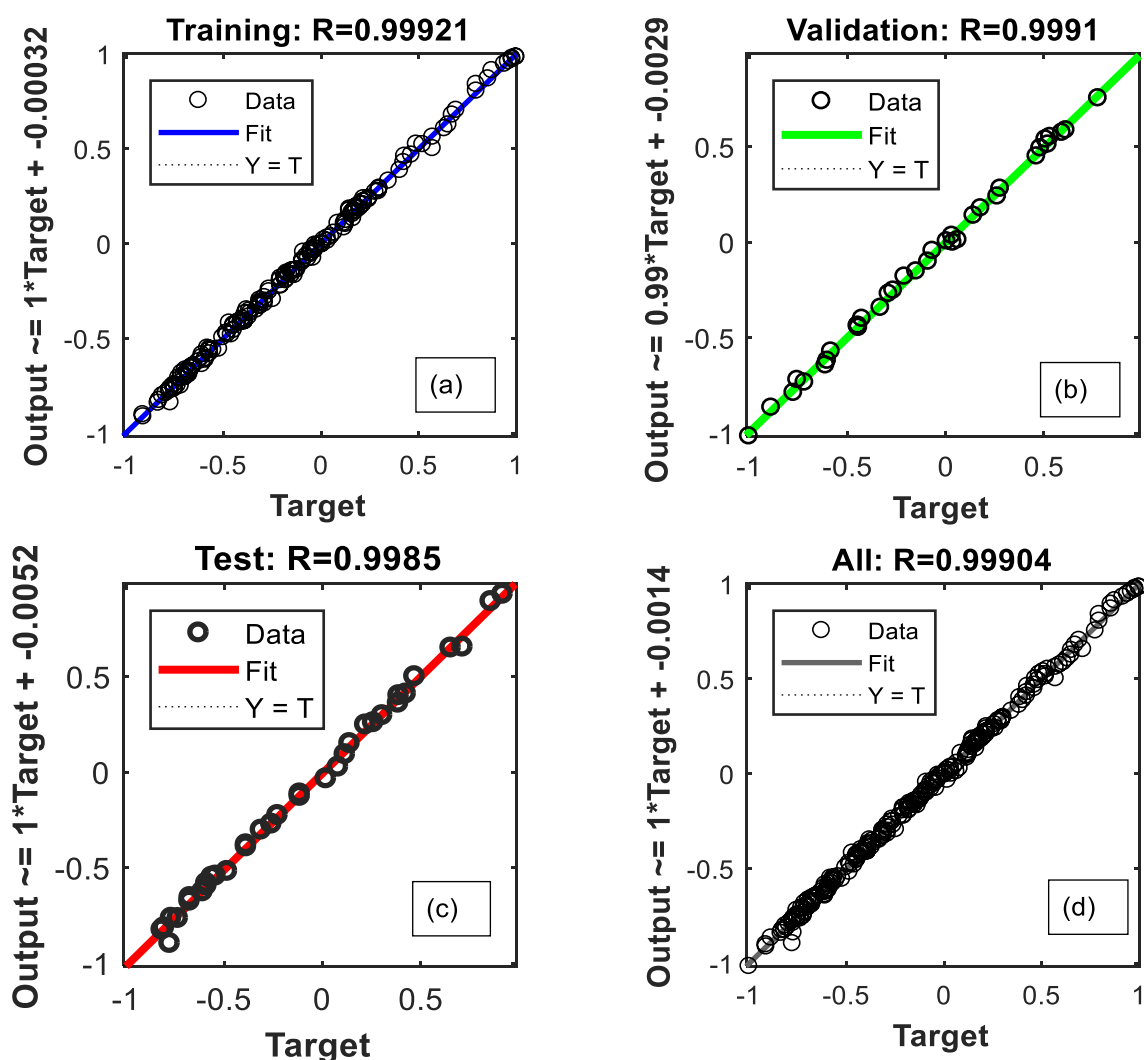 Training: R=0.99921
Output ~= 1*Target + -0.00032
1
0.5
0
-0.5
-1
Data
Fit
Y = T
(a)
-1
-0.5
0
0.5
1
Target
Validation: R=0.9991
Output ~= 0.99*Target + -0.0029
1
0.5
0
-0.5
-1
Data
Fit
Y = T
(b)
-1
-0.5
0
0.5
Target
Test: R=0.9985
Output ~= 1*Target + -0.0052
0.5
0
-0.5
-1
Data
Fit
Y = T
(c)
-1
-0.5
0
0.5
Target
All: R=0.99904
Output ~= 1*Target + -0.0014
1
0.5
0
-0.5
-1
Data
Fit
Y = T
(d)
-1
-0.5
0
0.5
1
Target